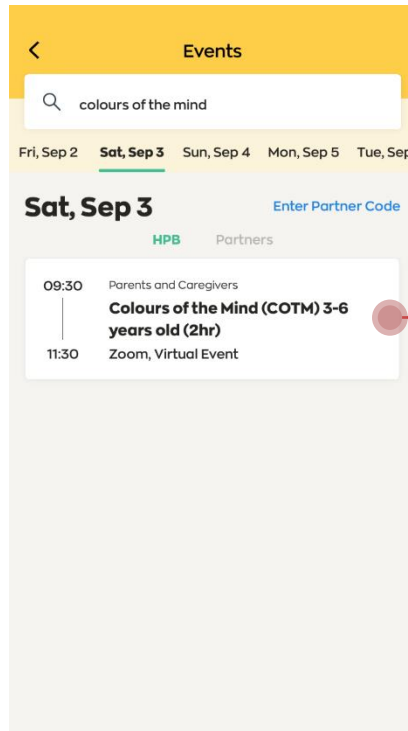 Events
colours of the mind
Fri, Sep 2 Sat, Sep 3 Sun, Sep 4 Mon, Sep 5 Tue, Sep
Sat, Sep 3 Enter Partner Code
HPB Partners
09:30 Parents and Caregivers
Colours of the Mind (COTM) 3-6
years old (2hr)
11:30 Zoom, Virtual Event